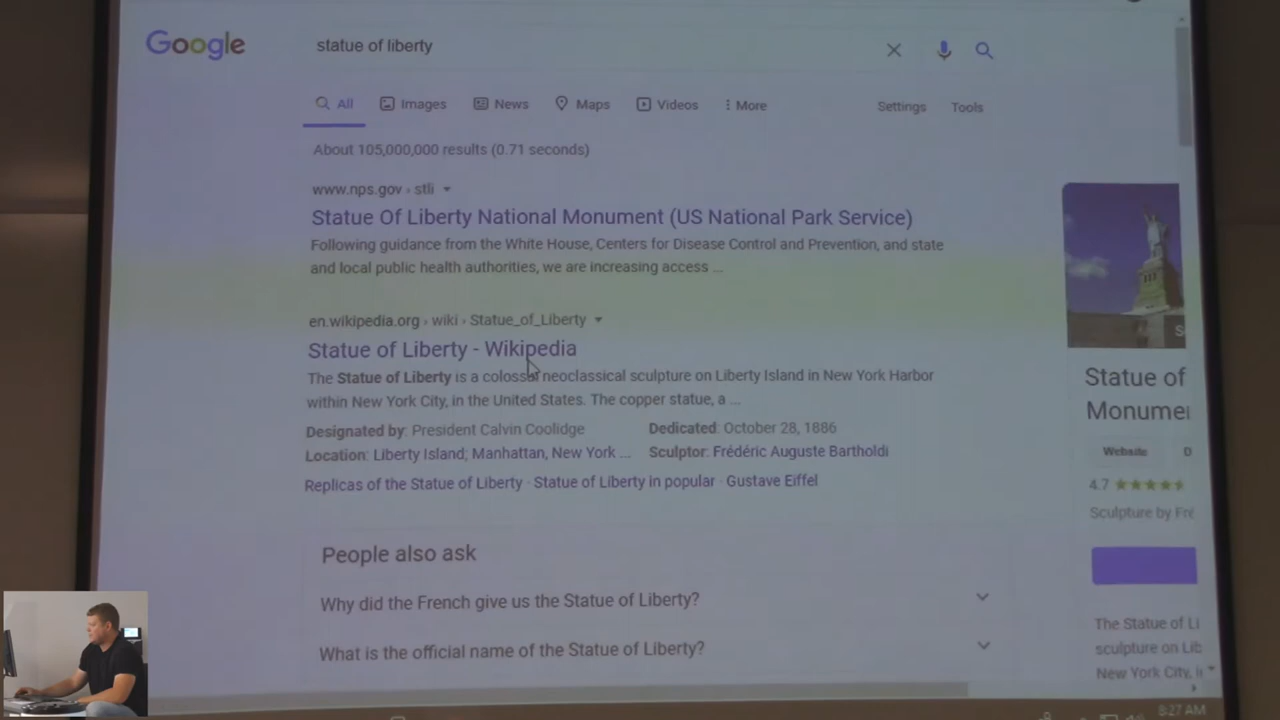 Google
statue of liberty
All Images News Maps Videos More Settings Tools
About 105,000,000 results (0.71 seconds)
www.nps.gov › stli
Statue Of Liberty National Monument (US National Park Service)
Following guidance from the White House, Centers for Disease Control and Prevention, and state
and local public health authorities, we are increasing access ...
en.wikipedia.org › wiki › Statue_of_Liberty
Statue of Liberty - Wikipedia
The Statue of Liberty is a colossal neoclassical sculpture on Liberty Island in New York Harbor
within New York City, in the United States. The copper statue, a ...
Designated by: President Calvin Coolidge Dedicated: October 28, 1886
Location: Liberty Island; Manhattan, New York ... Sculptor: Frédéric Auguste Bartholdi
Replicas of the Statue of Liberty · Statue of Liberty in popular · Gustave Eiffel
People also ask
Why did the French give us the Statue of Liberty?
What is the official name of the Statue of Liberty?
S
Statue of
Monume
Website D
4.7
Sculpture by Fré
The Statue of Li
sculpture on Lib
New York City, i
8:27 AM